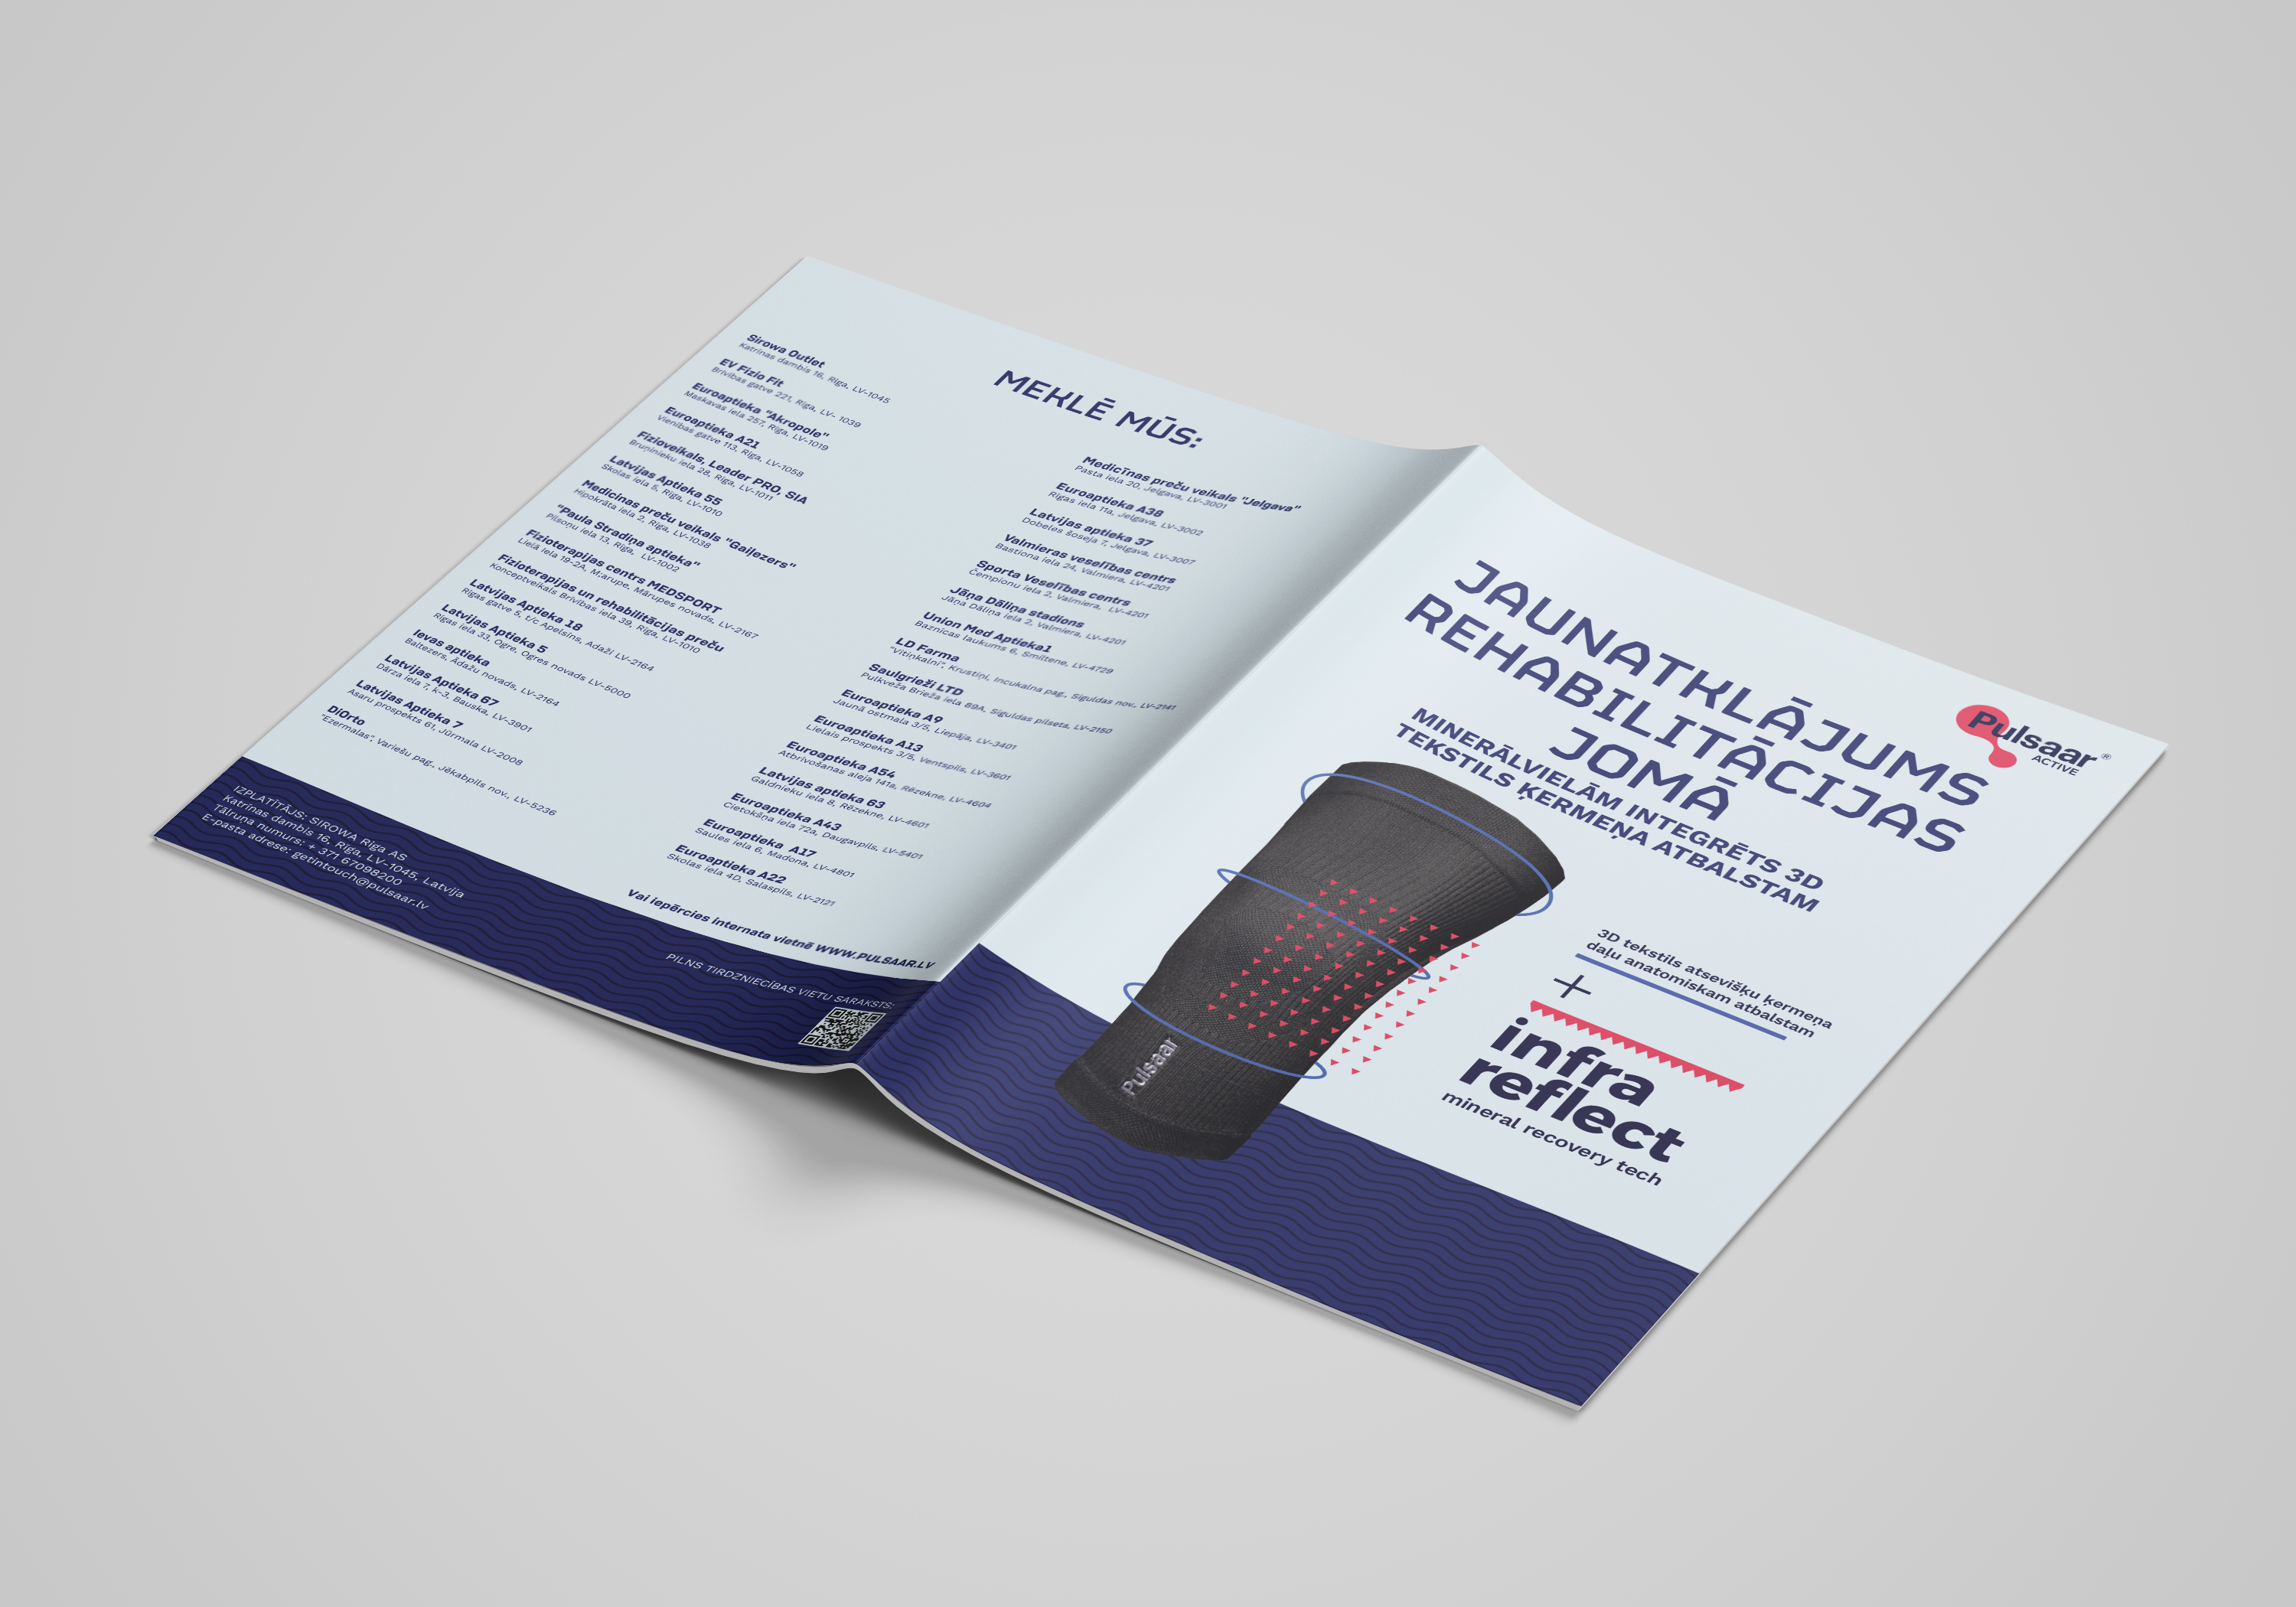 MEKLĒ MŪS:
Sirowa Outlet
Katrīnas dambis 16, Rīga, LV-1045
EV Fizio Fit
Brīvības gatve 221, Rīga, LV- 1039
Euroaptieka "Akropole"
Maskavas iela 257, Rīga, LV-1019
Euroaptieka A21
Vienības gatve 113, Rīga, LV-1058
Fizioveikals, Leader PRO, SIA
Bruņinieku iela 28, Rīga, LV-1011
Latvijas Aptieka 55
Skolas iela 5, Rīga, LV-1010
Medicīnas preču veikals "Gaiļezers"
Hipokrāta iela 2, Rīga, LV-1038
"Paula Stradiņa aptieka"
Pilsoņu iela 13, Rīga, LV-1002
Fizioterapijas centrs MEDSPORT
Lielā iela 19-2A, M,arupe, Mārupes novads, LV-2167
Fizioterapijas un rehabilitācijas preču
Konceptveikals Brīvības iela 39, Rīga, LV-1010
Latvijas Aptieka 18
Rīgas gatve 5, t/c Apelsīns, Ādaži LV-2164
Latvijas Aptieka 5
Rīgas iela 33, Ogre, Ogres novads LV-5000
Ievas aptieka
Baltezers, Ādažu novads, LV-2164
Latvijas Aptieka 67
Dārza iela 7, k-3, Bauska, LV-3901
Latvijas Aptieka 7
Asaru prospekts 61, Jūrmala LV-2008
DiOrto
"Ezermalas", Variešu pag., Jēkabpils nov., LV-5236
Medicīnas preču veikals "Jelgava"
Pasta iela 20, Jelgava, LV-3001
Euroaptieka A38
Rīgas iela 11a, Jelgava, LV-3002
Latvijas aptieka 37
Dobeles šoseja 7, Jelgava, LV-3007
Valmieras veselības centrs
Bastiona iela 24, Valmiera, LV-4201
Sporta Veselības centrs
Čempionu iela 2, Valmiera, LV-4201
Jāņa Dāliņa stadions
Jāņa Dāliņa iela 2, Valmiera, LV-4201
Union Med Aptieka1
Baznīcas laukums 6, Smiltene, LV-4729
LD Farma
"Vītiņkalni", Krustiņi, Incukalna pag., Siguldas nov., LV-2141
Saulgrieži LTD
Pulkveža Brieža iela 89A, Siguldas pilsēta, LV-2150
Euroaptieka A9
Jaunā ostmala 3/5, Liepāja, LV-3401
Euroaptieka A13
Lielais prospekts 3/5, Ventspils, LV-3601
Euroaptieka A54
Atbrīvošanas aleja 141a, Rēzekne, LV-4604
Latvijas aptieka 63
Galdnieku iela 8, Rēzekne, LV-4601
Euroaptieka A43
Cietokšņa iela 72a, Daugavpils, LV-5401
Euroaptieka A17
Saules iela 6, Madona, LV-4801
Euroaptieka A22
Skolas iela 4D, Salaspils, LV-2121
Vai iepērcies internata vietnē WWW.PULSAAR.LV
IZPLATĪTĀJS: SIROWA Rīga AS
Katrīnas dambis 16, Rīga, LV-1045, Latvija
Tālruņa numurs: + 371 67098200
E-pasta adrese: getintouch@pulsaar.lv
PILNS TIRDZNIECĪBAS VIETU SARAKSTS:
Pulsaar®
ACTIVE
JAUNATKLĀJUMS
REHABILITĀCIJAS
JOMĀ
MINERĀLVIELĀM INTEGRĒTS 3D
TEKSTILS ĶERMEŅA ATBALSTAM
3D tekstils atsevišķu ķermeņa
daļu anatomiskam atbalstam
+
infra
reflect
mineral recovery tech
Pulsaar